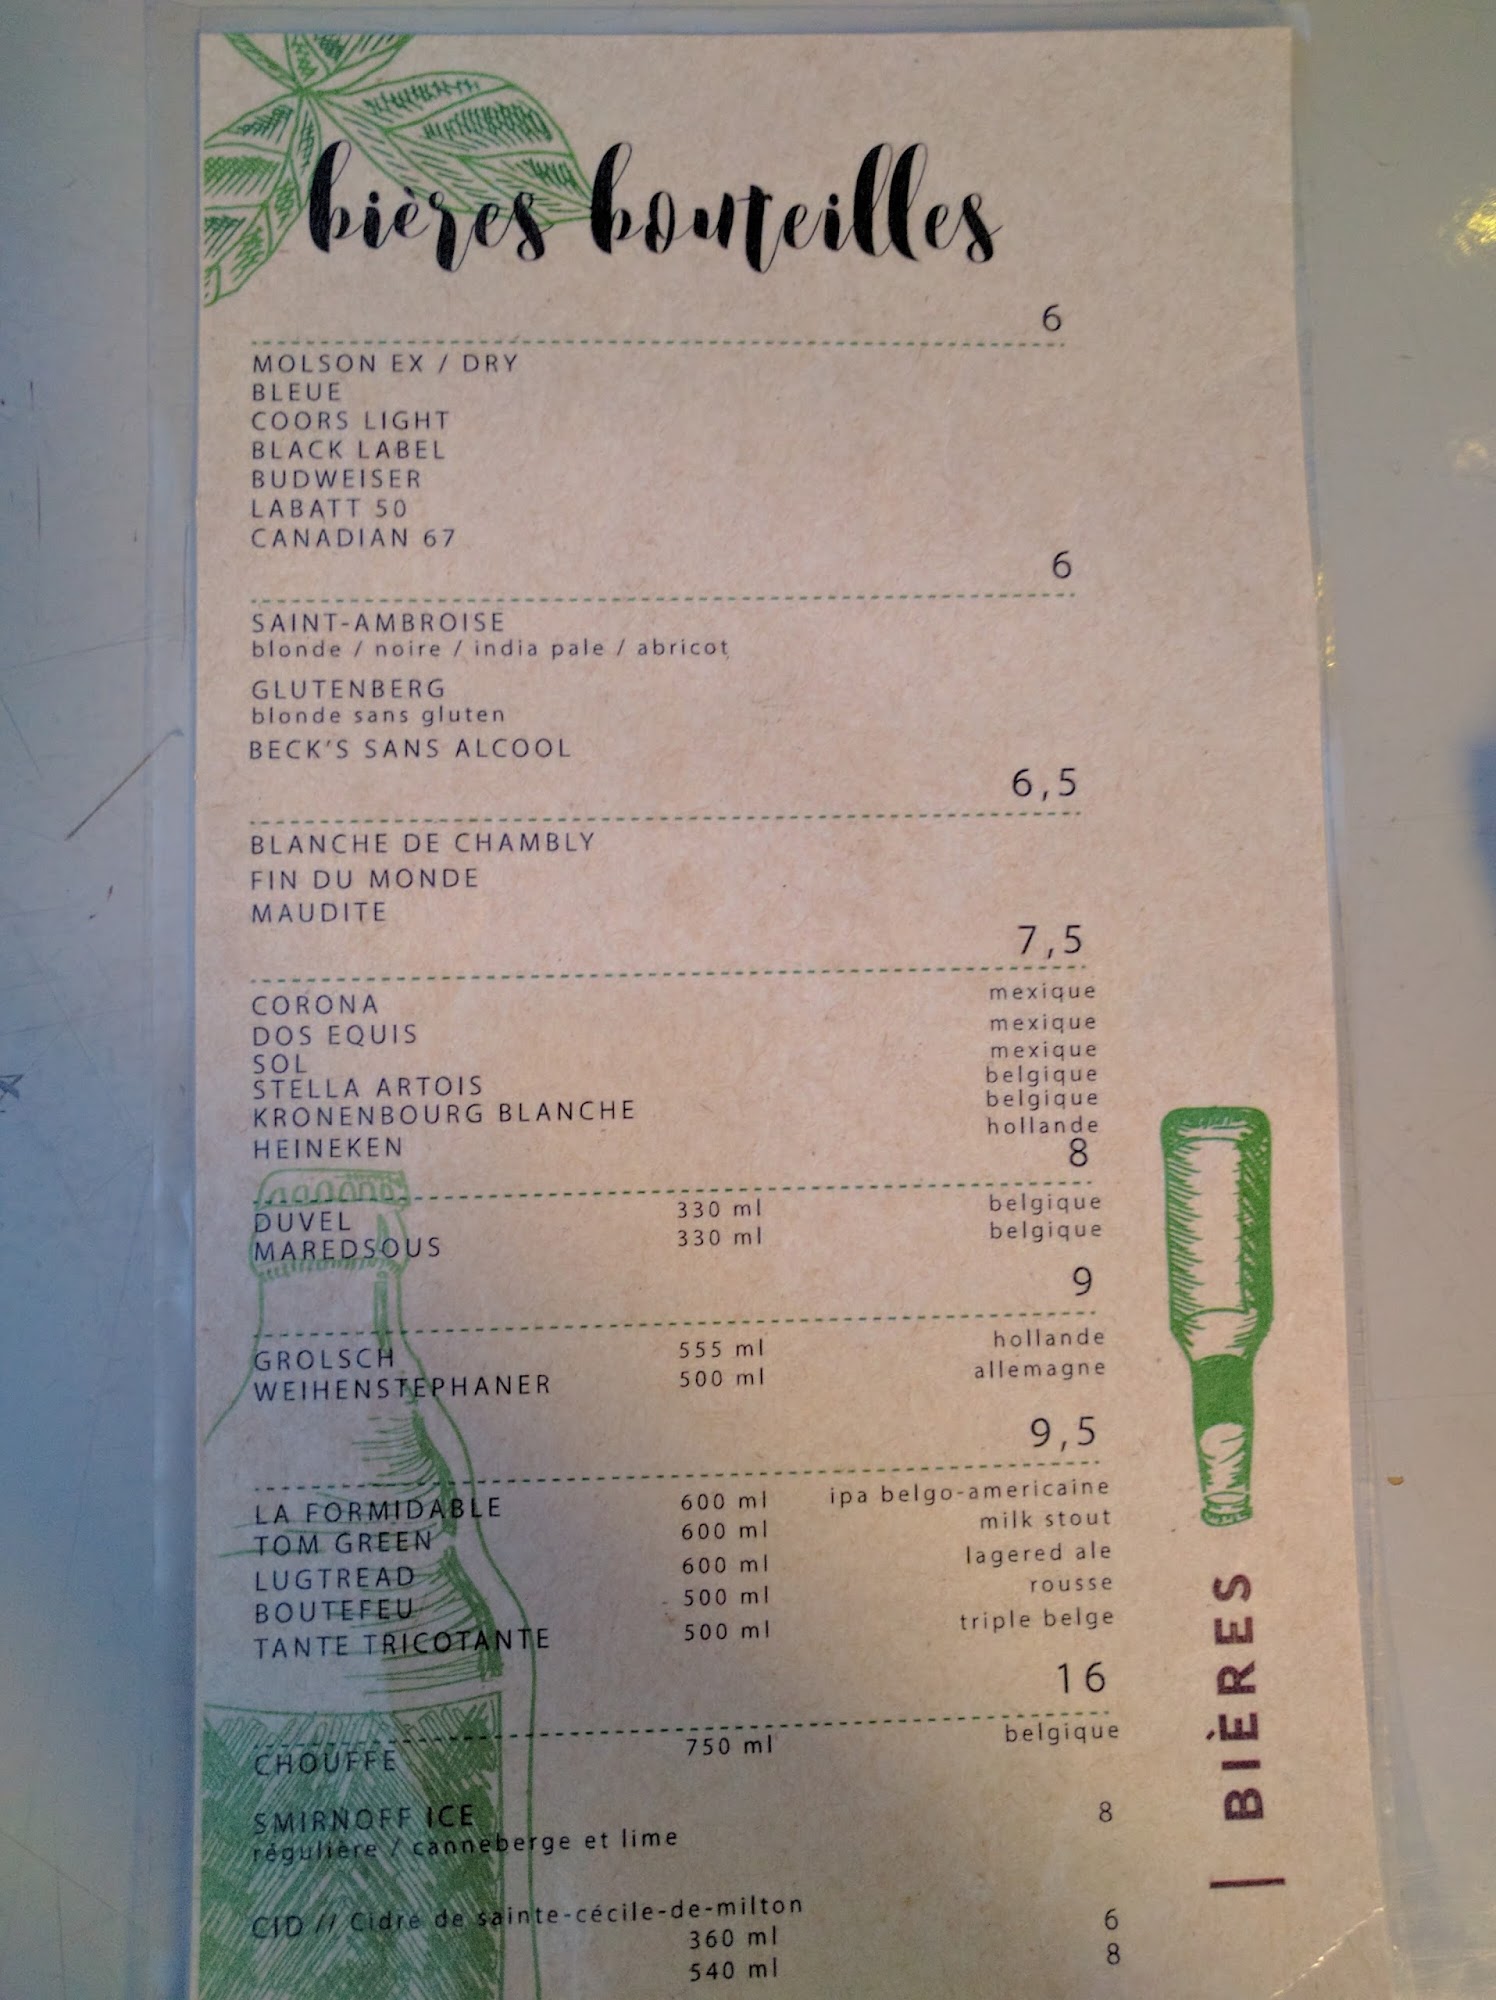 bières bouteilles
6
MOLSON EX / DRY
BLEUE
COORS LIGHT
BLACK LABEL
BUDWEISER
LABATT 50
CANADIAN 67
6
SAINT-AMBROISE
blonde / noire / india pale / abricot
GLUTENBERG
blonde sans gluten
BECK'S SANS ALCOOL
6,5
BLANCHE DE CHAMBLY
FIN DU MONDE
MAUDITE
7,5
CORONA mexique
DOS EQUIS mexique
SOL mexique
STELLA ARTOIS belgique
KRONENBOURG BLANCHE belgique
HEINEKEN hollande
8
DUVEL 330 ml belgique
MAREDSOUS 330 ml belgique
9
GROLSCH 555 ml hollande
WEIHENSTEPHANER 500 ml allemagne
9,5
LA FORMIDABLE 600 ml ipa belgo-americaine
TOM GREEN 600 ml milk stout
LUGTREAD 600 ml lagered ale
BOUTEFEU 500 ml rousse
TANTE TRICOTANTE 500 ml triple belge
16
CHOUFFE 750 ml belgique
SMIRNOFF ICE 8
régulière / canneberge et lime
CID // Cidre de sainte-cécile-de-milton
360 ml 6
540 ml 8
| BIÈRES